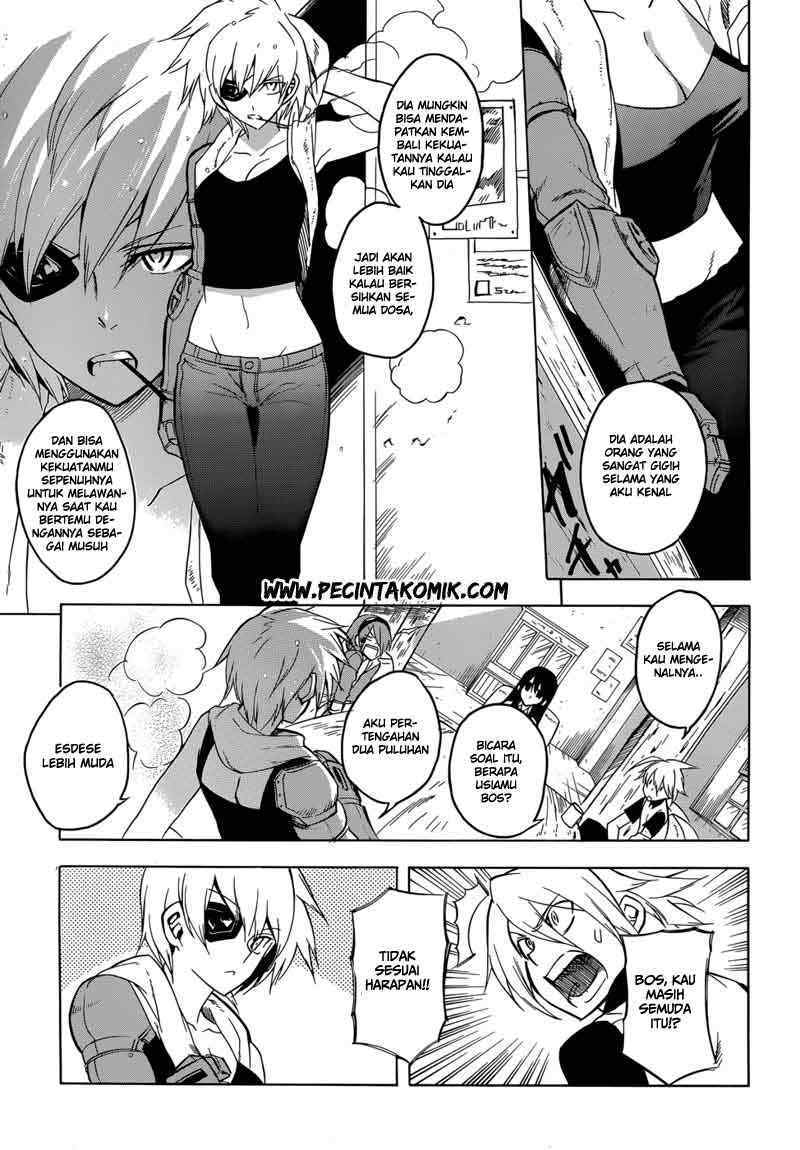 DIA ADALAH
ORANG YANG
SANGAT GIGIH
SELAMA YANG
AKU KENAL
DIA MUNGKIN
BISA MENDA-
PATKAN KEM-
BALI KEKUA-
TANNYA KALAU
KAU TINGGAL-
KAN DIA
JADI AKAN
LEBIH BAIK
KALAU BER-
SIHKAN SE-
MUA DOSA,
DAN BISA
MENGGUNAKAN
KEKUATANMU
SEPENUHNYA
UNTUK MELAWAN-
NYA SAAT KAU
BERTEMU DE-
NGANNYA SEBA-
GAI MUSUH
WWW.PECINTAKOMIK.COM
SELAMA
KAU MENGE-
NALNYA..
BICARA
SOAL ITU,
BERAPA
USIAMU
BOS?
AKU PER-
TENGAHAN
DUA PULUHAN
ESDESE
LEBIH MUDA
BOS, KAU
MASIH
SEMUDA
ITU!?
TIDAK
SESUAI
HARAPAN!!